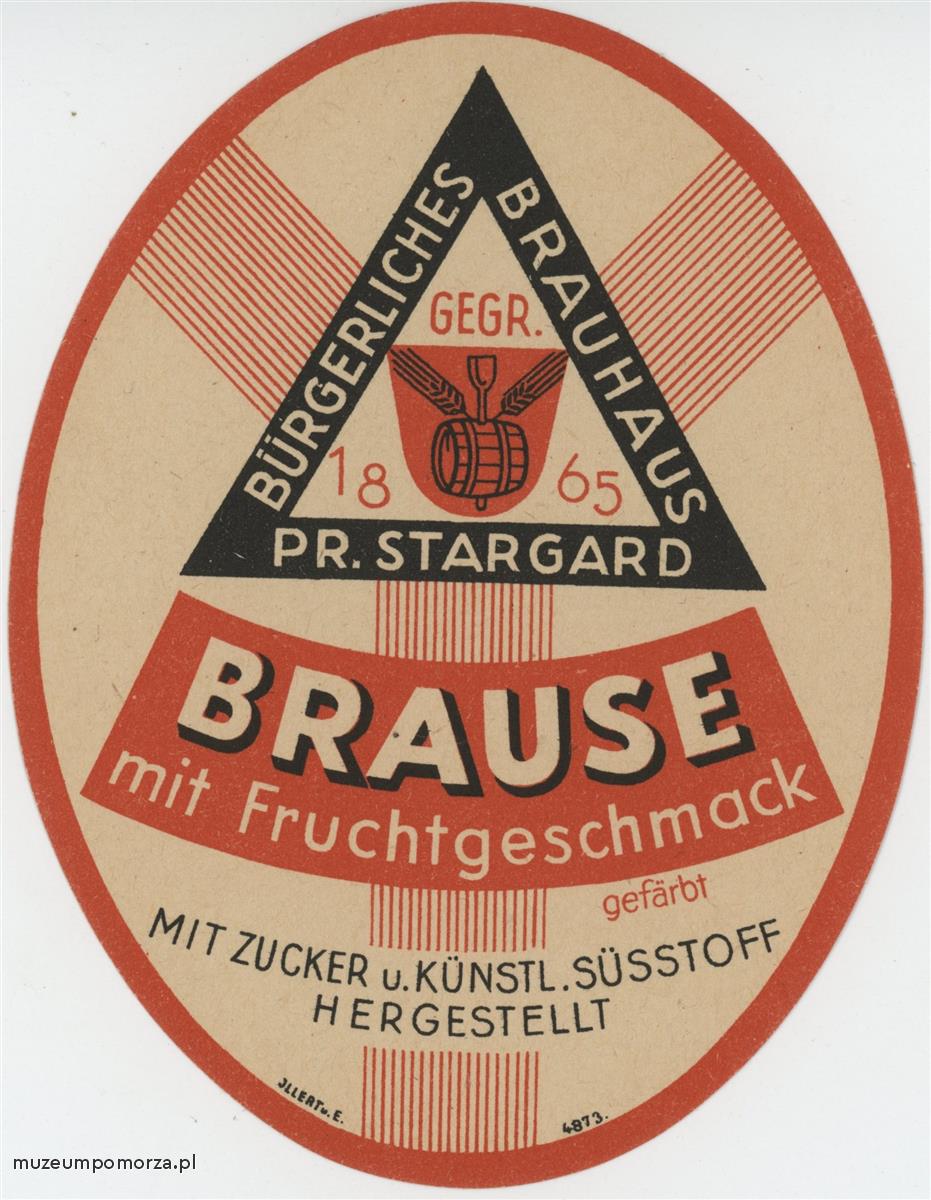 BÜRGERLICHES BRAUHAUS
GEGR.
18 65
PR. STARGARD
BRAUSE
mit Fruchtgeschmack
gefärbt
MIT ZUCKER u. KÜNSTL. SÜSSTOFF
HERGESTELLT
JLLERT u. E.
4873.
muzeumpomorza.pl